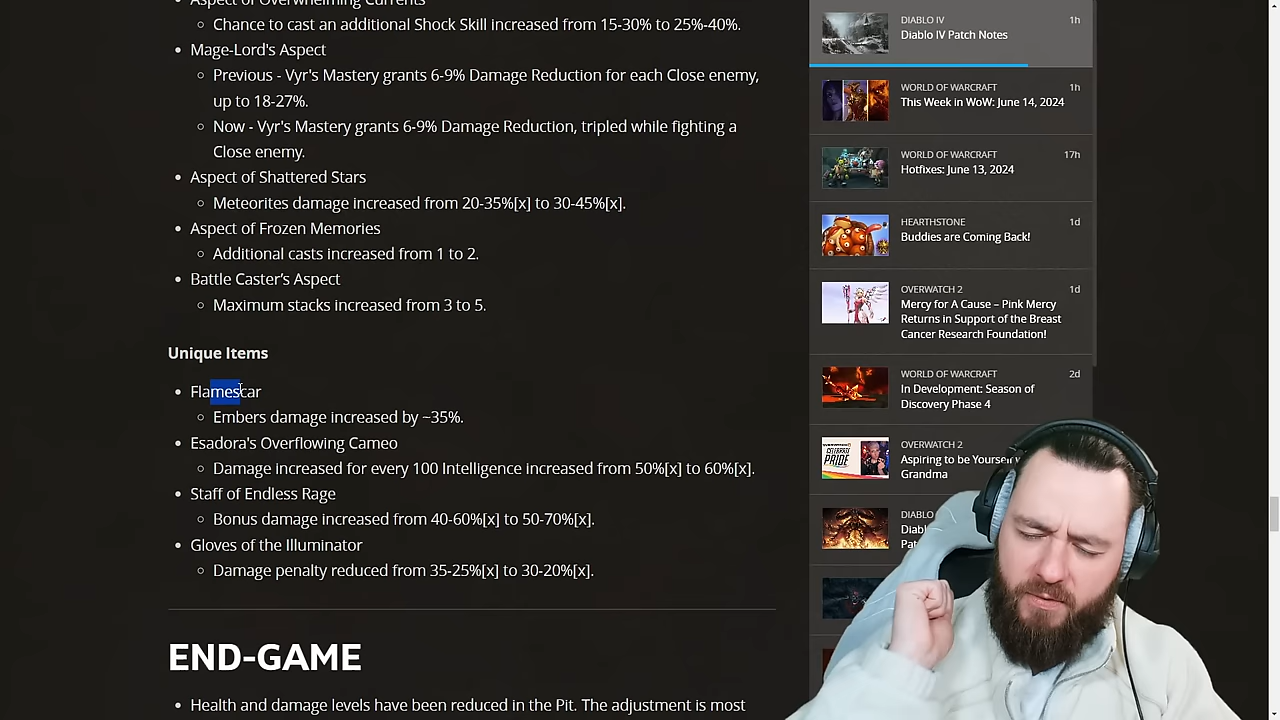 Aspect of Overwhelming Currents
Chance to cast an additional Shock Skill increased from 15-30% to 25%-40%.
Mage-Lord's Aspect
Previous - Vyr's Mastery grants 6-9% Damage Reduction for each Close enemy,
up to 18-27%.
Now - Vyr's Mastery grants 6-9% Damage Reduction, tripled while fighting a
Close enemy.
Aspect of Shattered Stars
Meteorites damage increased from 20-35%[x] to 30-45%[x].
Aspect of Frozen Memories
Additional casts increased from 1 to 2.
Battle Caster’s Aspect
Maximum stacks increased from 3 to 5.
Unique Items
Flamescar
Embers damage increased by ~35%.
Esadora's Overflowing Cameo
Damage increased for every 100 Intelligence increased from 50%[x] to 60%[x].
Staff of Endless Rage
Bonus damage increased from 40-60%[x] to 50-70%[x].
Gloves of the Illuminator
Damage penalty reduced from 35-25%[x] to 30-20%[x].
END-GAME
Health and damage levels have been reduced in the Pit. The adjustment is most
DIABLO IV 1h
Diablo IV Patch Notes
WORLD OF WARCRAFT 1h
This Week in WoW: June 14, 2024
WORLD OF WARCRAFT 17h
Hotfixes: June 13, 2024
HEARTHSTONE 1d
Buddies are Coming Back!
OVERWATCH 2 1d
Mercy for A Cause – Pink Mercy
Returns in Support of the Breast
Cancer Research Foundation!
WORLD OF WARCRAFT 2d
In Development: Season of
Discovery Phase 4
OVERWATCH 2
Aspiring to be Yourse
Grandma
DIABLO
Diabl
Pat